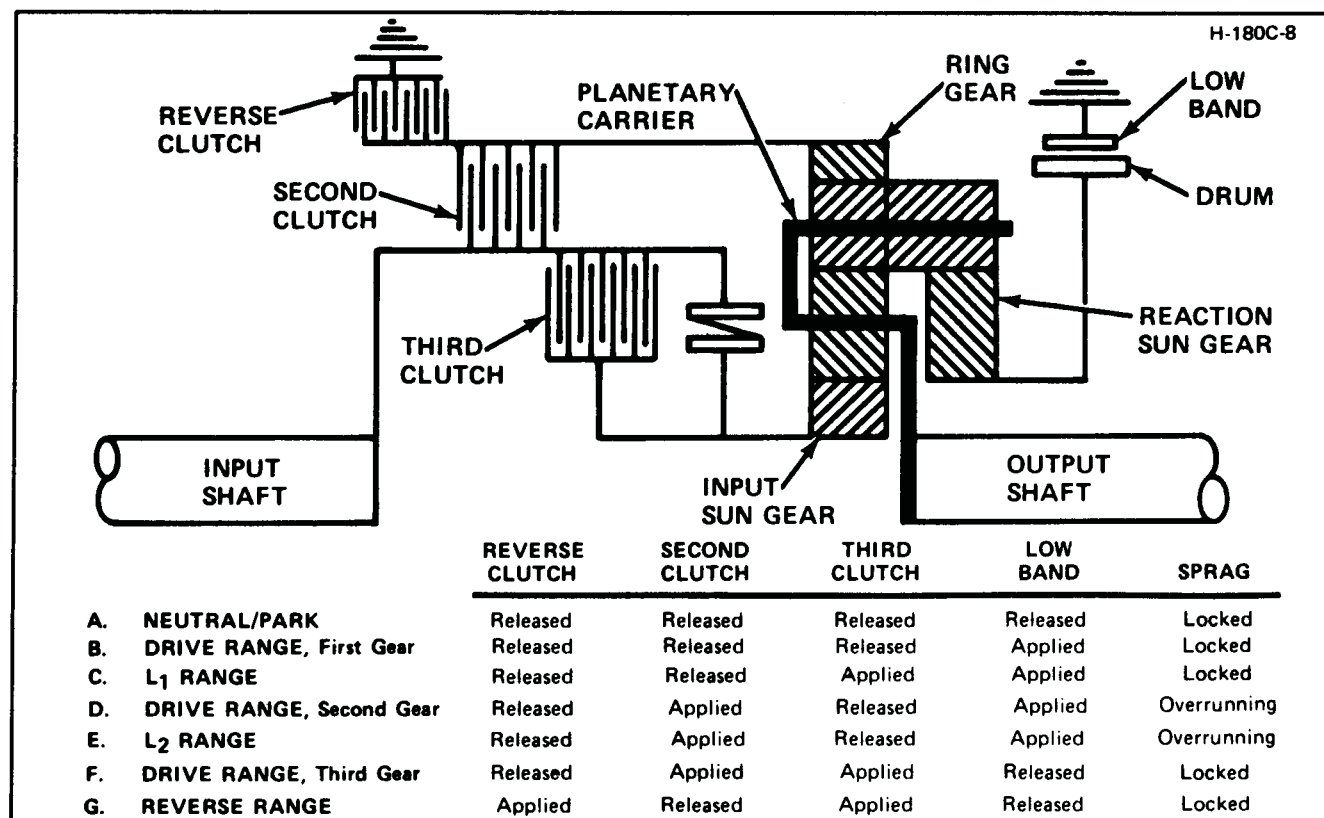 H-180C-8
REVERSE
CLUTCH
SECOND
CLUTCH
THIRD
CLUTCH
PLANETARY
CARRIER
RING
GEAR
LOW
BAND
DRUM
REACTION
SUN GEAR
INPUT
SHAFT
INPUT
SUN GEAR
OUTPUT
SHAFT
REVERSE CLUTCH SECOND CLUTCH THIRD CLUTCH LOW BAND SPRAG
A. NEUTRAL/PARK Released Released Released Released Locked
B. DRIVE RANGE, First Gear Released Released Released Applied Locked
C. L1 RANGE Released Released Applied Applied Locked
D. DRIVE RANGE, Second Gear Released Applied Released Applied Overrunning
E. L2 RANGE Released Applied Released Applied Overrunning
F. DRIVE RANGE, Third Gear Released Applied Applied Released Locked
G. REVERSE RANGE Applied Released Applied Released Locked